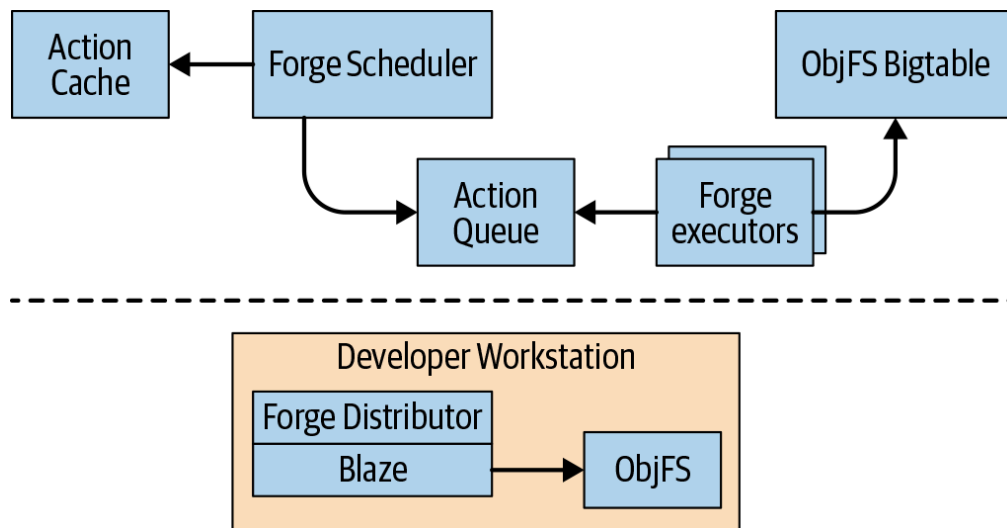 Action
Cache
Forge Scheduler
ObjFS Bigtable
Action
Queue
Forge
executors
Developer Workstation
Forge Distributor
Blaze
ObjFS